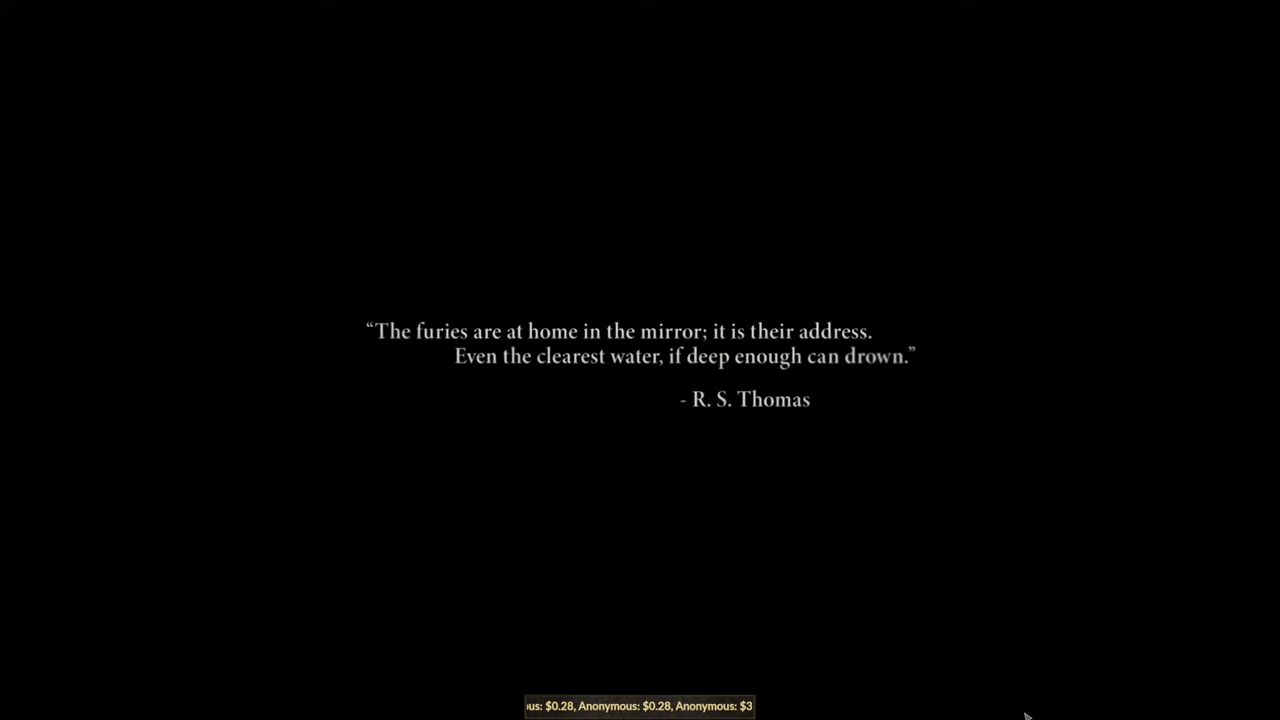 “The furies are at home in the mirror; it is their address.
Even the clearest water, if deep enough can drown.”
- R. S. Thomas
us: $0.28, Anonymous: $0.28, Anonymous: $3